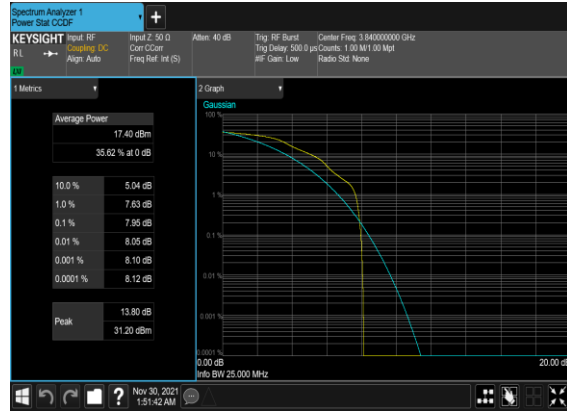 Spectrum Analyzer 1
Power Stat CCDF
KEYSIGHT
RL
Input: RF
Coupling: DC
Align: Auto
Input Z: 50 Ω
Corr CCorr
Freq Ref: Int (S)
Atten: 40 dB
Trig: RF Burst
Trig Delay: 500.0 µs
#IF Gain: Low
Center Freq: 3.840000000 GHz
Counts: 1.00 M/1.00 Mpt
Radio Std: None
1 Metrics
Average Power
17.40 dBm
35.62 % at 0 dB
10.0 % 5.04 dB
1.0 % 7.63 dB
0.1 % 7.95 dB
0.01 % 8.05 dB
0.001 % 8.10 dB
0.0001 % 8.12 dB
Peak
13.80 dB
31.20 dBm
2 Graph
Gaussian
100 %
10 %
1 %
0.1 %
0.01 %
0.001 %
0.0001 %
0.00 dB
20.00 dB
Info BW 25.000 MHz
?
Nov 30, 2021
1:51:42 AM